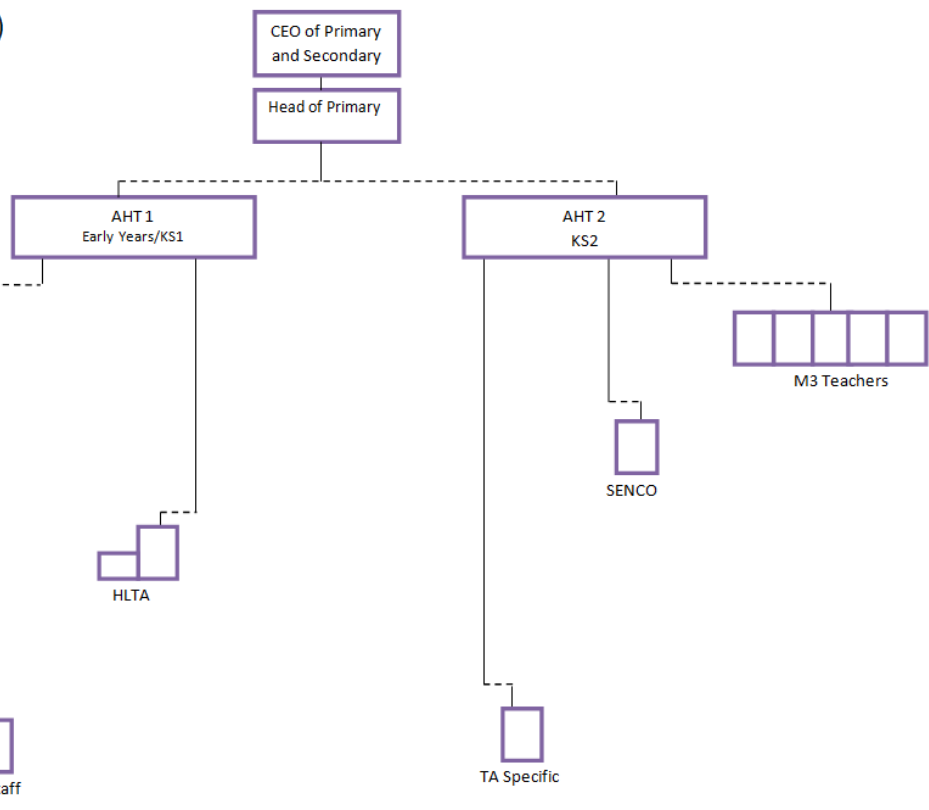 )
CEO of Primary
and Secondary
Head of Primary
AHT 1
Early Years/KS1
AHT 2
KS2
M3 Teachers
SENCO
HLTA
TA Specific